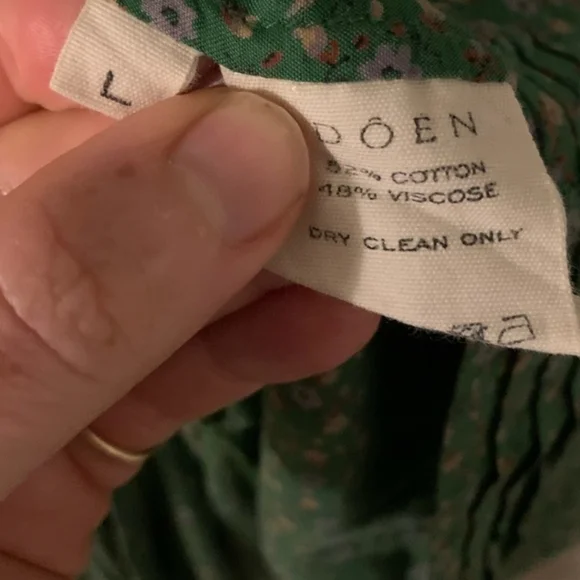 L
DÔEN
52% COTTON
48% VISCOSE
DRY CLEAN ONLY